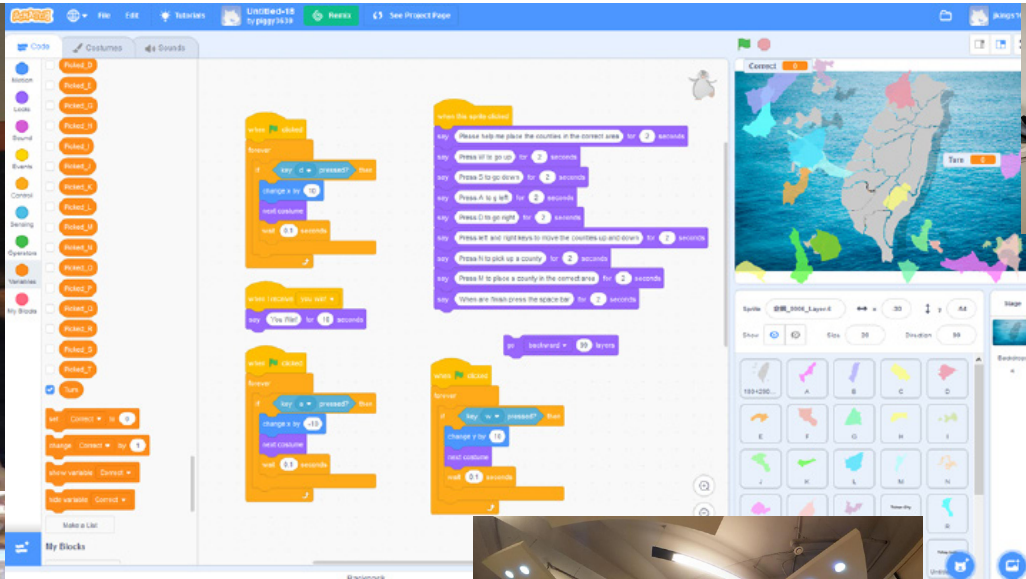 SCRATCH
File Edit Tutorials Untitled-18 by piggy3630 Remix See Project Page
Code Costumes Sounds
Motion
Looks
Sound
Events
Control
Sensing
Operators
Variables
My Blocks
Picked_D
Picked_E
Picked_G
Picked_H
Picked_I
Picked_J
Picked_K
Picked_L
Picked_M
Picked_N
Picked_O
Picked_P
Picked_Q
Picked_R
Picked_S
Picked_T
Turn
set Correct to 0
change Correct by 1
show variable Correct
hide variable Correct
Make a List
My Blocks
when clicked
forever
if key d pressed? then
change x by 10
next costume
wait 0.1 seconds
when I receive You win!
say You Win! for 10 seconds
when clicked
forever
if key a pressed? then
change x by -10
next costume
wait 0.1 seconds
when this sprite clicked
say Please help me place the counties in the correct area for 2 seconds
say Press W to go up for 2 seconds
say Press S to go down for 2 seconds
say Press A to g left for 2 seconds
say Press D to go right for 2 seconds
say Press left and right keys to move the counties up and down for 2 seconds
say Press N to pick up a county for 2 seconds
say Press M to place a county in the correct area for 2 seconds
say When are finish press the space bar for 2 seconds
go backward 99 layers
when clicked
forever
if key w pressed? then
change y by 10
next costume
wait 0.1 seconds
Backpack
Correct 0
Turn 0
Sprite x y
Show Size Direction
Stage
A B C D
E F G H I
J K L M N